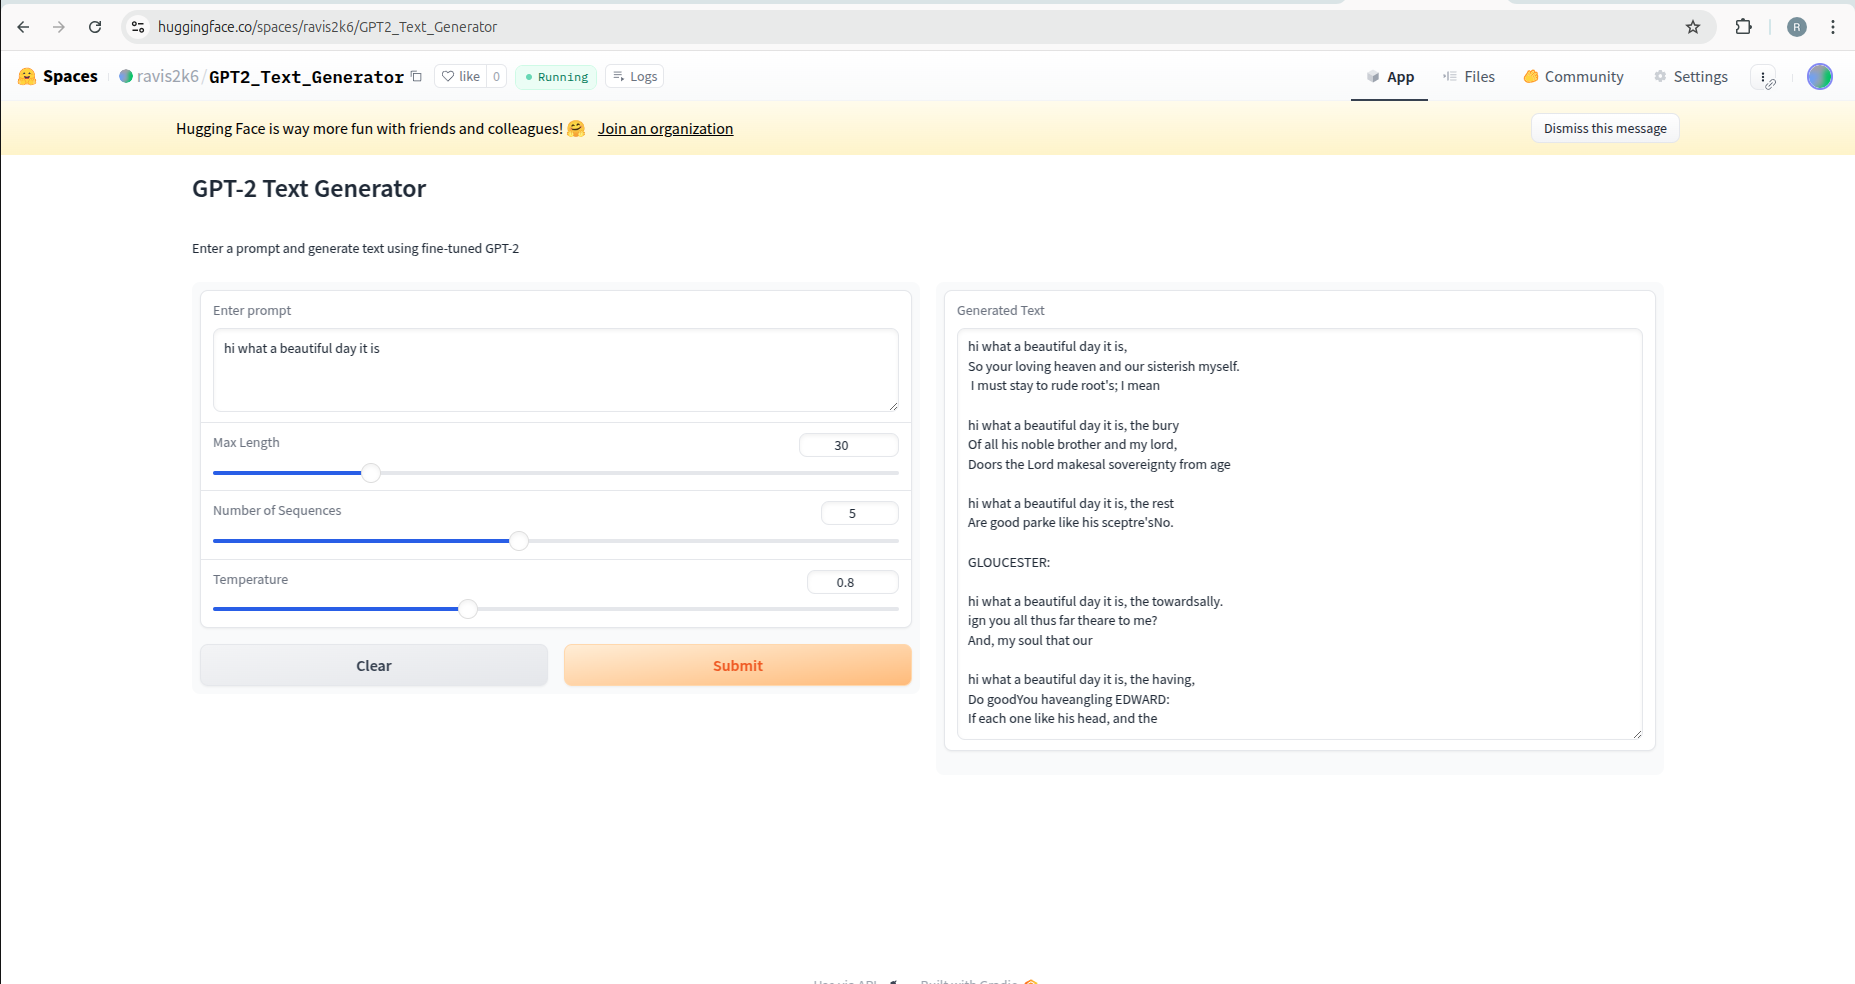 huggingface.co/spaces/ravis2k6/GPT2_Text_Generator
R
Spaces
ravis2k6/GPT2_Text_Generator
like 0
Running
Logs
App
Files
Community
Settings
Hugging Face is way more fun with friends and colleagues! Join an organization
Dismiss this message
GPT-2 Text Generator
Enter a prompt and generate text using fine-tuned GPT-2
Enter prompt
hi what a beautiful day it is
Max Length
30
Number of Sequences
5
Temperature
0.8
Clear
Submit
Generated Text
hi what a beautiful day it is,
So your loving heaven and our sisterish myself.
I must stay to rude root's; I mean
hi what a beautiful day it is, the bury
Of all his noble brother and my lord,
Doors the Lord makesal sovereignty from age
hi what a beautiful day it is, the rest
Are good parke like his sceptre'sNo.
GLOUCESTER:
hi what a beautiful day it is, the towardsally.
ign you all thus far theare to me?
And, my soul that our
hi what a beautiful day it is, the having,
Do goodYou haveangling EDWARD:
If each one like his head, and the
Use via API
Built with Gradio